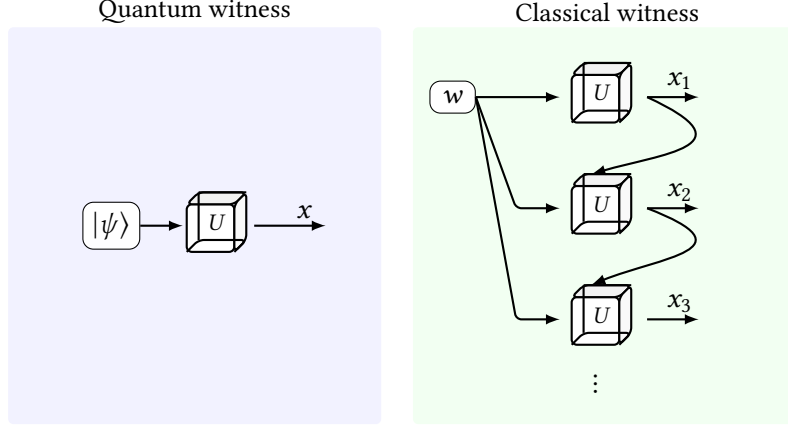 Quantum witness
|ψ⟩
U
x
Classical witness
w
U
x₁
U
x₂
U
x₃
⋮